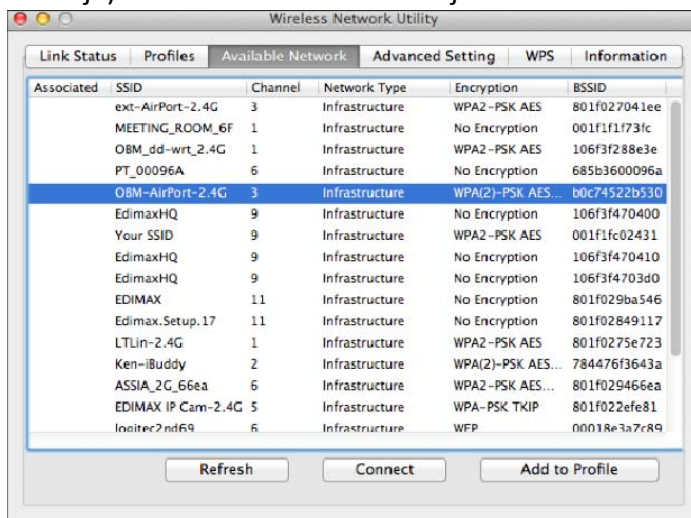 Wireless Network Utility
Link Status Profiles Available Network Advanced Setting WPS Information
Associated SSID Channel Network Type Encryption BSSID
ext-AirPort-2.4G 3 Infrastructure WPA2-PSK AES 801f027041ee
MEETING_ROOM_6F 1 Infrastructure No Encryption 001f1f1f73fc
OBM_dd-wrt_2.4G 1 Infrastructure WPA2-PSK AES 106f3f288e3e
PT_00096A 6 Infrastructure No Encryption 685b3600096a
OBM-AirPort-2.4G 3 Infrastructure WPA(2)-PSK AES... b0c74522b530
EdimaxHQ 9 Infrastructure No Encryption 106f3f470400
Your SSID 9 Infrastructure WPA2-PSK AES 001f1fc02431
EdimaxHQ 9 Infrastructure No Encryption 106f3f470410
EdimaxHQ 9 Infrastructure No Encryption 106f3f4703d0
EDIMAX 11 Infrastructure No Encryption 801f029ba546
Edimax.Setup.17 11 Infrastructure No Encryption 801f02849117
LTLin-2.4G 1 Infrastructure WPA2-PSK AES 801f0275e723
Ken-iBuddy 2 Infrastructure WPA(2)-PSK AES... 784476f3643a
ASSIA_2G_66ea 6 Infrastructure WPA2-PSK AES... 801f029466ea
EDIMAX IP Cam-2.4G 5 Infrastructure WPA-PSK TKIP 801f022efe81
logitec2nd69 6 Infrastructure WEP 00018e3a7c89
Refresh Connect Add to Profile